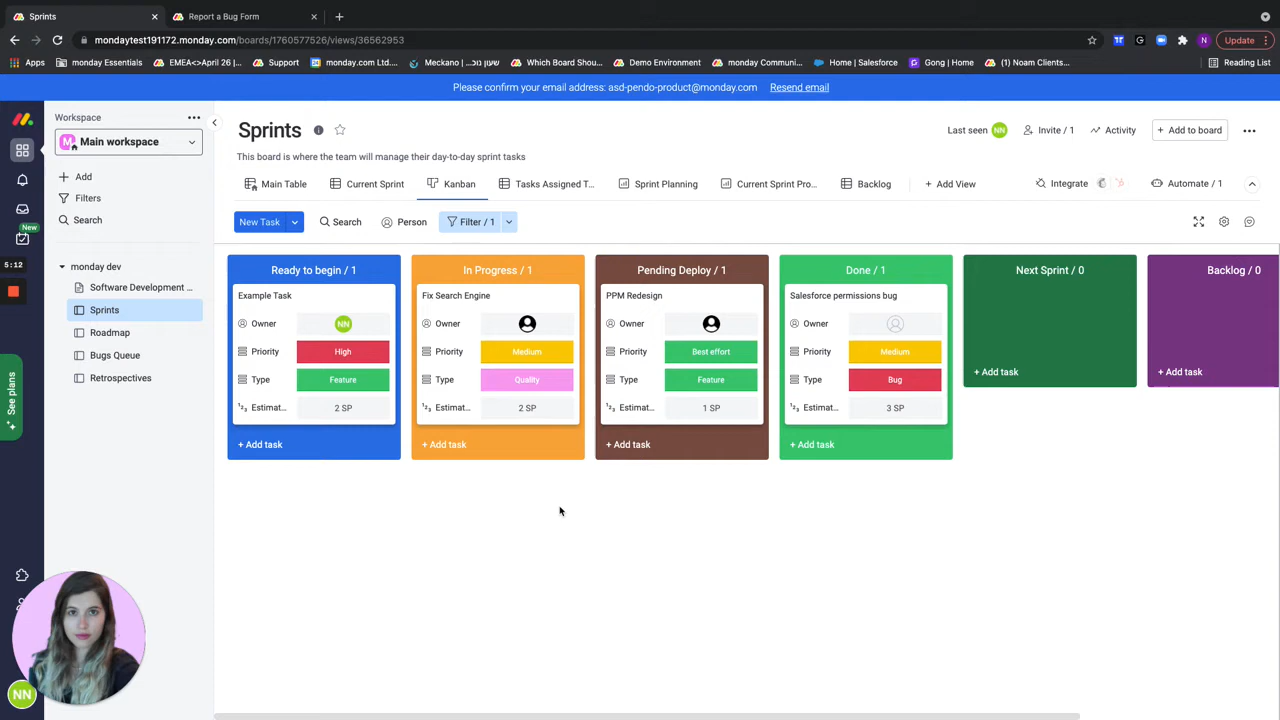 Sprints
Report a Bug Form
mondaytest191172.monday.com/boards/1760577526/views/36562953
Update
Apps
monday Essentials
EMEA<>April 26 |...
Support
monday.com Ltd....
Meckano | שעון נוכ...
Which Board Shou...
Demo Environment
monday Communi...
Home | Salesforce
Gong | Home
(1) Noam Clients...
Reading List
Please confirm your email address: asd-pendo-product@monday.com Resend email
Workspace
M Main workspace
Add
Filters
Search
New
5:12
monday dev
Software Development ...
Sprints
Roadmap
Bugs Queue
Retrospectives
See plans
NN
Sprints
Last seen NN
Invite / 1
Activity
+ Add to board
This board is where the team will manage their day-to-day sprint tasks
Main Table
Current Sprint
Kanban
Tasks Assigned T...
Sprint Planning
Current Sprint Pro...
Backlog
+ Add View
Integrate
Automate / 1
New Task
Search
Person
Filter / 1
Ready to begin / 1
Example Task
Owner NN
Priority High
Type Feature
Estimat... 2 SP
+ Add task
In Progress / 1
Fix Search Engine
Owner
Priority Medium
Type Quality
Estimat... 2 SP
+ Add task
Pending Deploy / 1
PPM Redesign
Owner
Priority Best effort
Type Feature
Estimat... 1 SP
+ Add task
Done / 1
Salesforce permissions bug
Owner
Priority Medium
Type Bug
Estimat... 3 SP
+ Add task
Next Sprint / 0
+ Add task
Backlog / 0
+ Add task